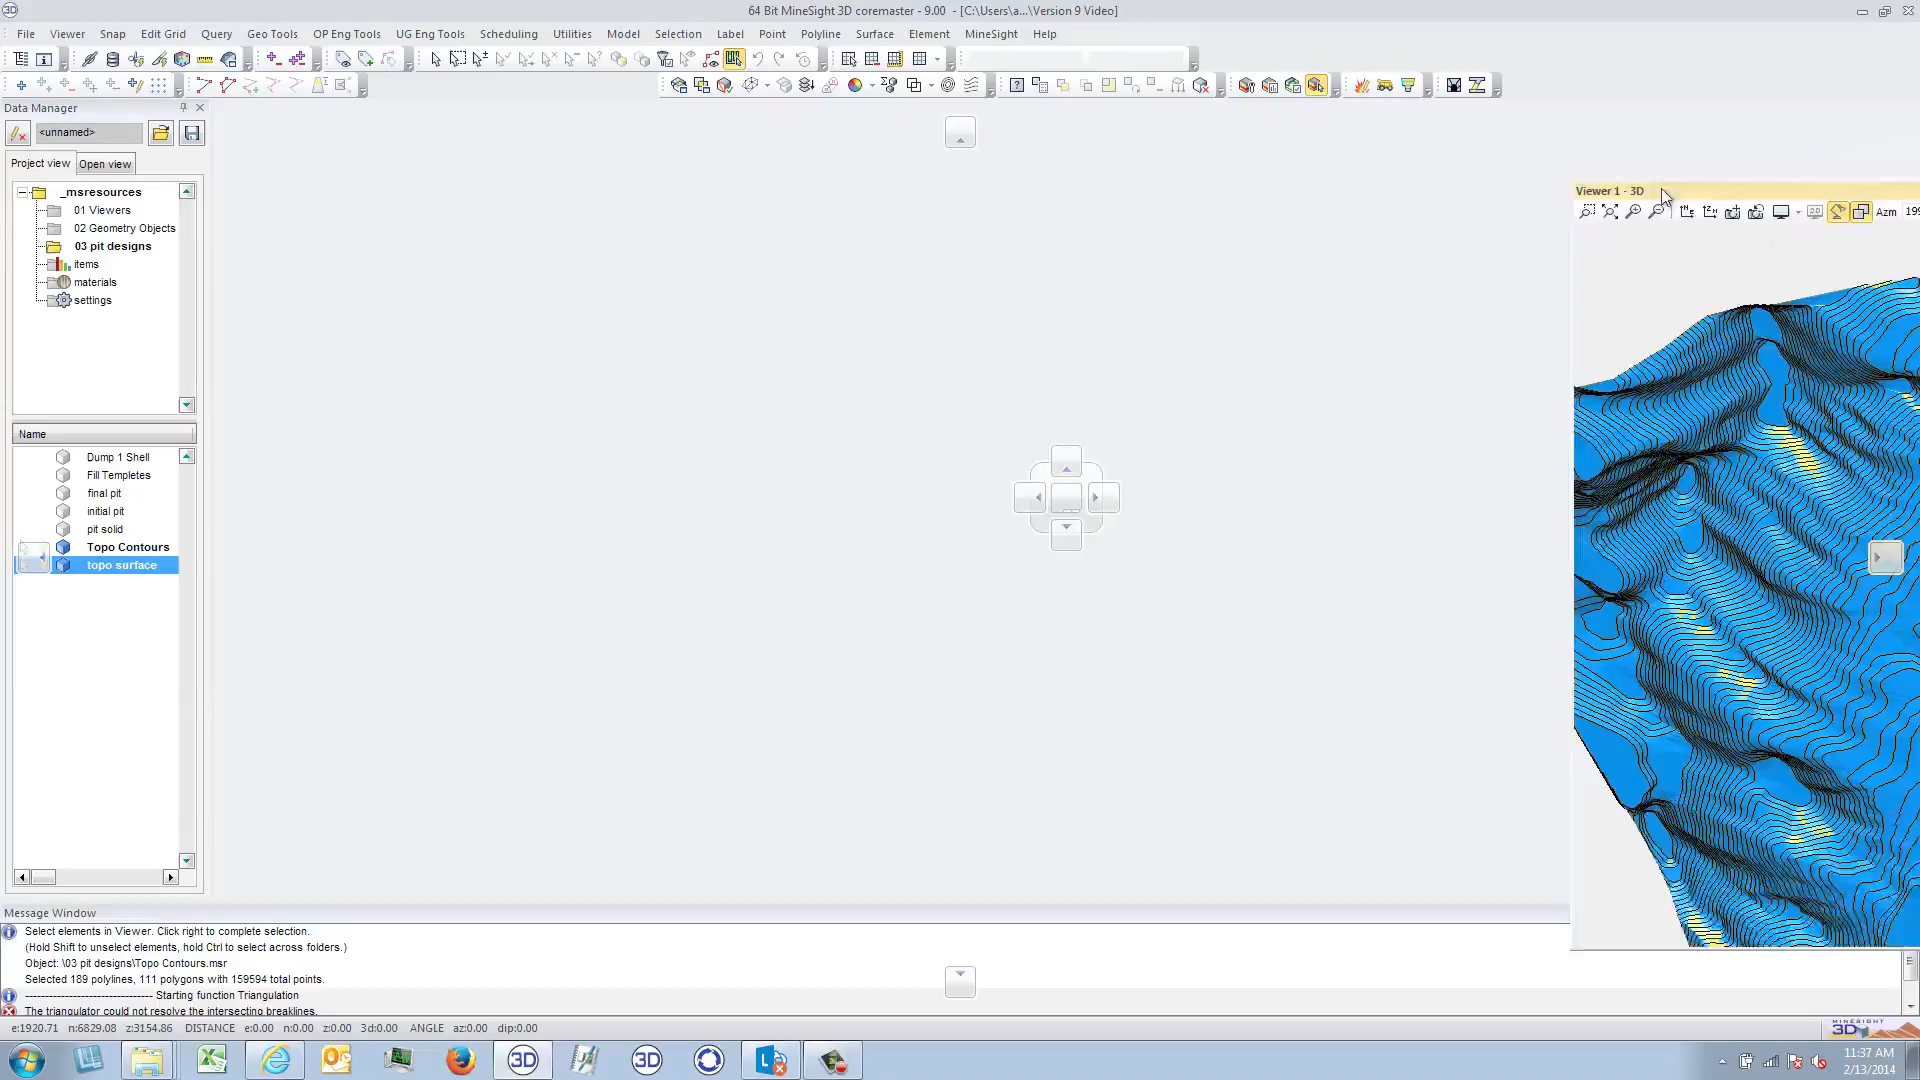 64 Bit MineSight 3D coremaster - 9.00 - [C:\Users\a...\Version 9 Video]
File Viewer Snap Edit Grid Query Geo Tools OP Eng Tools UG Eng Tools Scheduling Utilities Model Selection Label Point Polyline Surface Element MineSight Help
Data Manager
<unnamed>
Project view Open view
_msresources
01 Viewers
02 Geometry Objects
03 pit designs
items
materials
settings
Name
Dump 1 Shell
Fill Templetes
final pit
initial pit
pit solid
Topo Contours
topo surface
Viewer 1 - 3D
2D Azm 199
Message Window
Select elements in Viewer. Click right to complete selection.
(Hold Shift to unselect elements, hold Ctrl to select across folders.)
Object: \03 pit designs\Topo Contours.msr
Selected 189 polylines, 111 polygons with 159594 total points.
-------------------------------- Starting function Triangulation
The triangulator could not resolve the intersecting breaklines.
e:1920.71 n:6829.08 z:3154.86 DISTANCE e:0.00 n:0.00 z:0.00 3d:0.00 ANGLE az:0.00 dip:0.00
MINESIGHT
3D
3D 3D
11:37 AM
2/13/2014